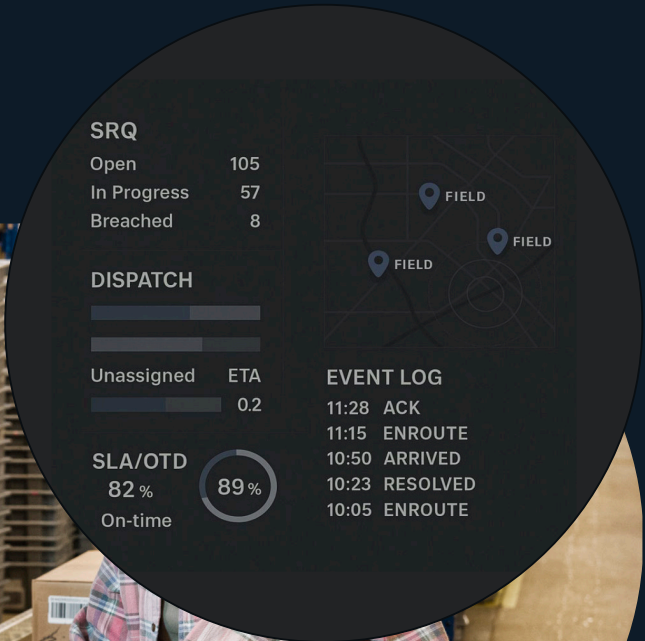 SRQ
Open 105
In Progress 57
Breached 8
DISPATCH
Unassigned ETA
0.2
SLA/OTD
82 %
On-time
89 %
FIELD
FIELD
FIELD
EVENT LOG
11:28 ACK
11:15 ENROUTE
10:50 ARRIVED
10:23 RESOLVED
10:05 ENROUTE